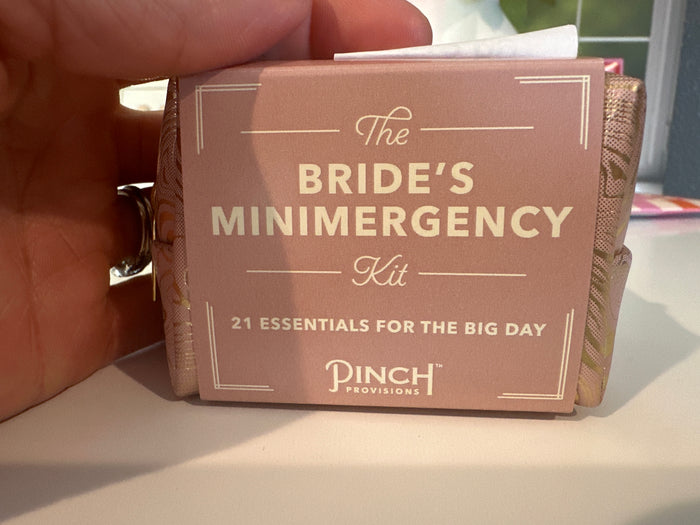 The
BRIDE'S
MINIMERGENCY
Kit
21 ESSENTIALS FOR THE BIG DAY
PINCH™
PROVISIONS